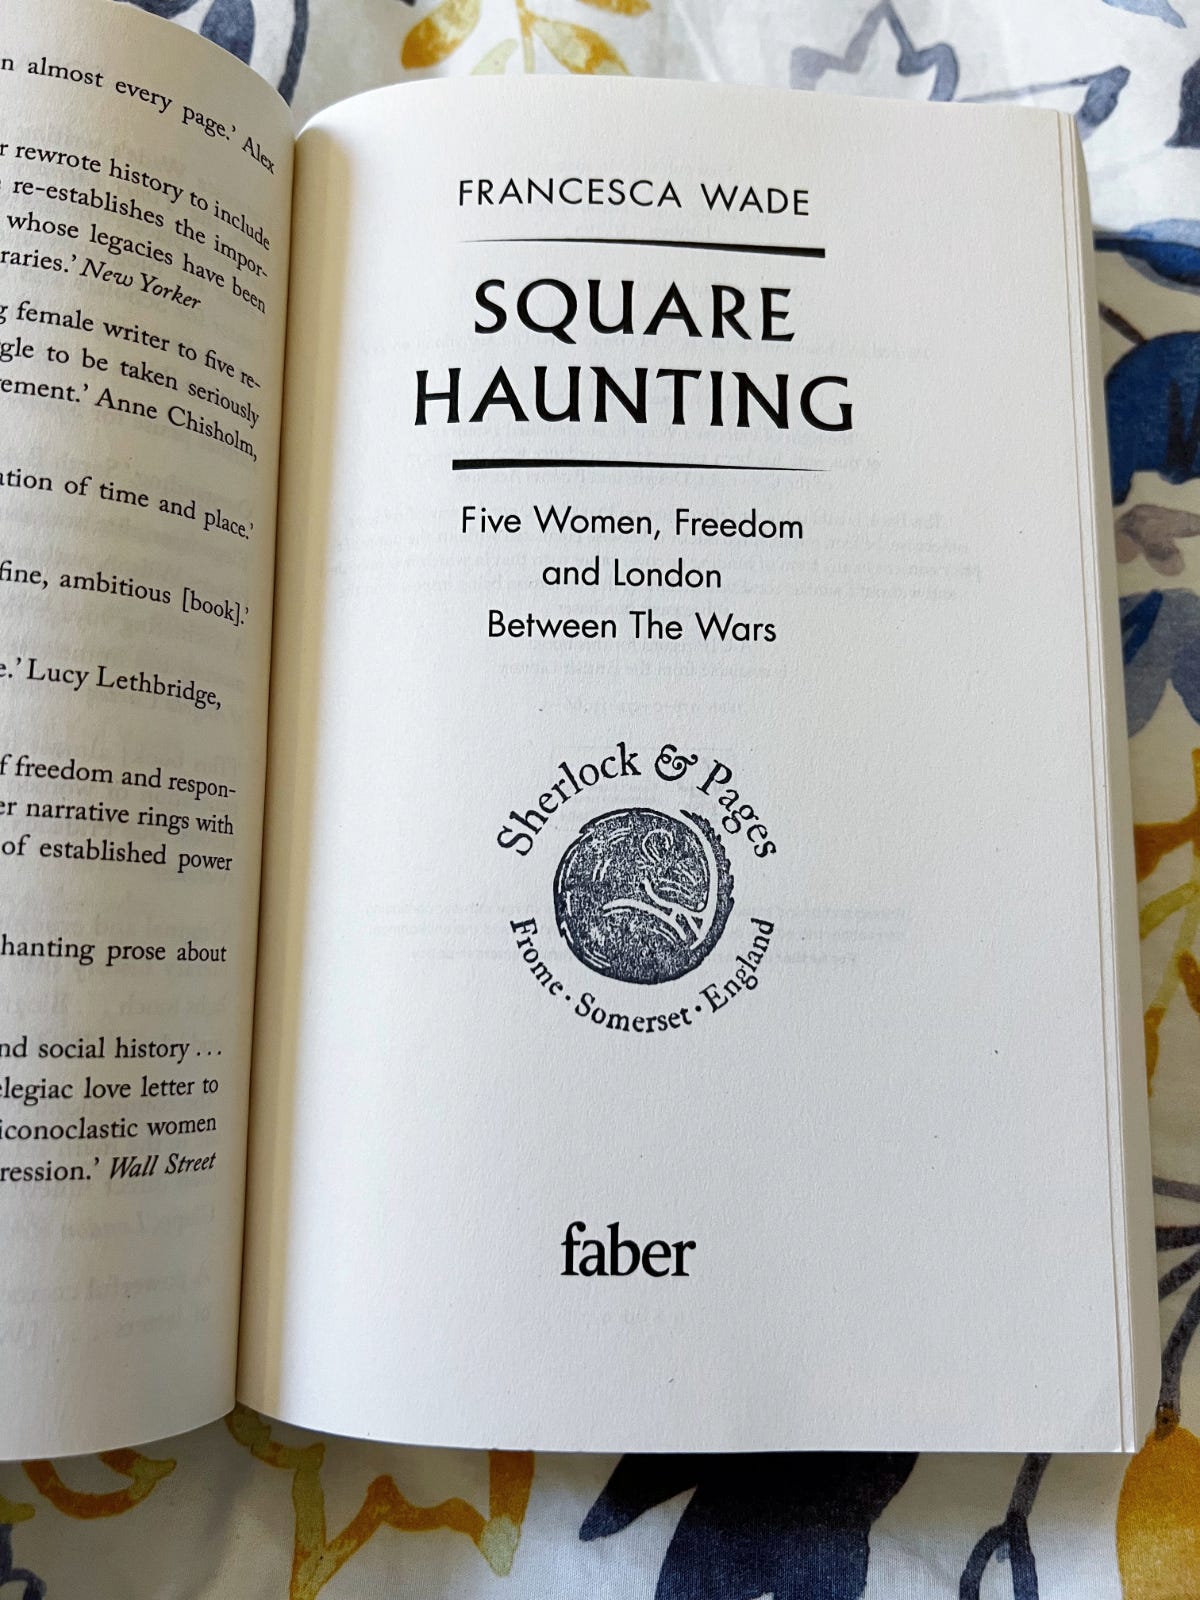 n almost every page.' Alex
r rewrote history to include
re-establishes the impor-
whose legacies have been
raries.' New Yorker
g female writer to five re-
gle to be taken seriously
ement.' Anne Chisholm,
tion of time and place.'
fine, ambitious [book].'
e.' Lucy Lethbridge,
f freedom and respon-
er narrative rings with
of established power
hanting prose about
nd social history ...
elegiac love letter to
iconoclastic women
ression.' Wall Street
FRANCESCA WADE
SQUARE
HAUNTING
Five Women, Freedom
and London
Between The Wars
Sherlock & Pages
Frome · Somerset · England
faber